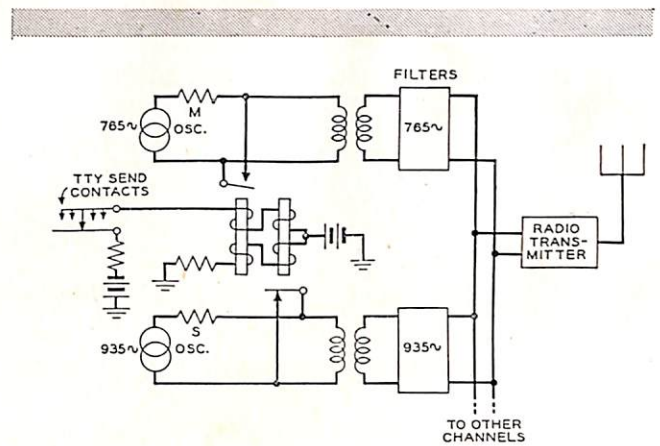 FILTERS
765~
M
OSC.
765~
TTY SEND
CONTACTS
RADIO
TRANS-
MITTER
S
935~
OSC.
935~
TO OTHER
CHANNELS